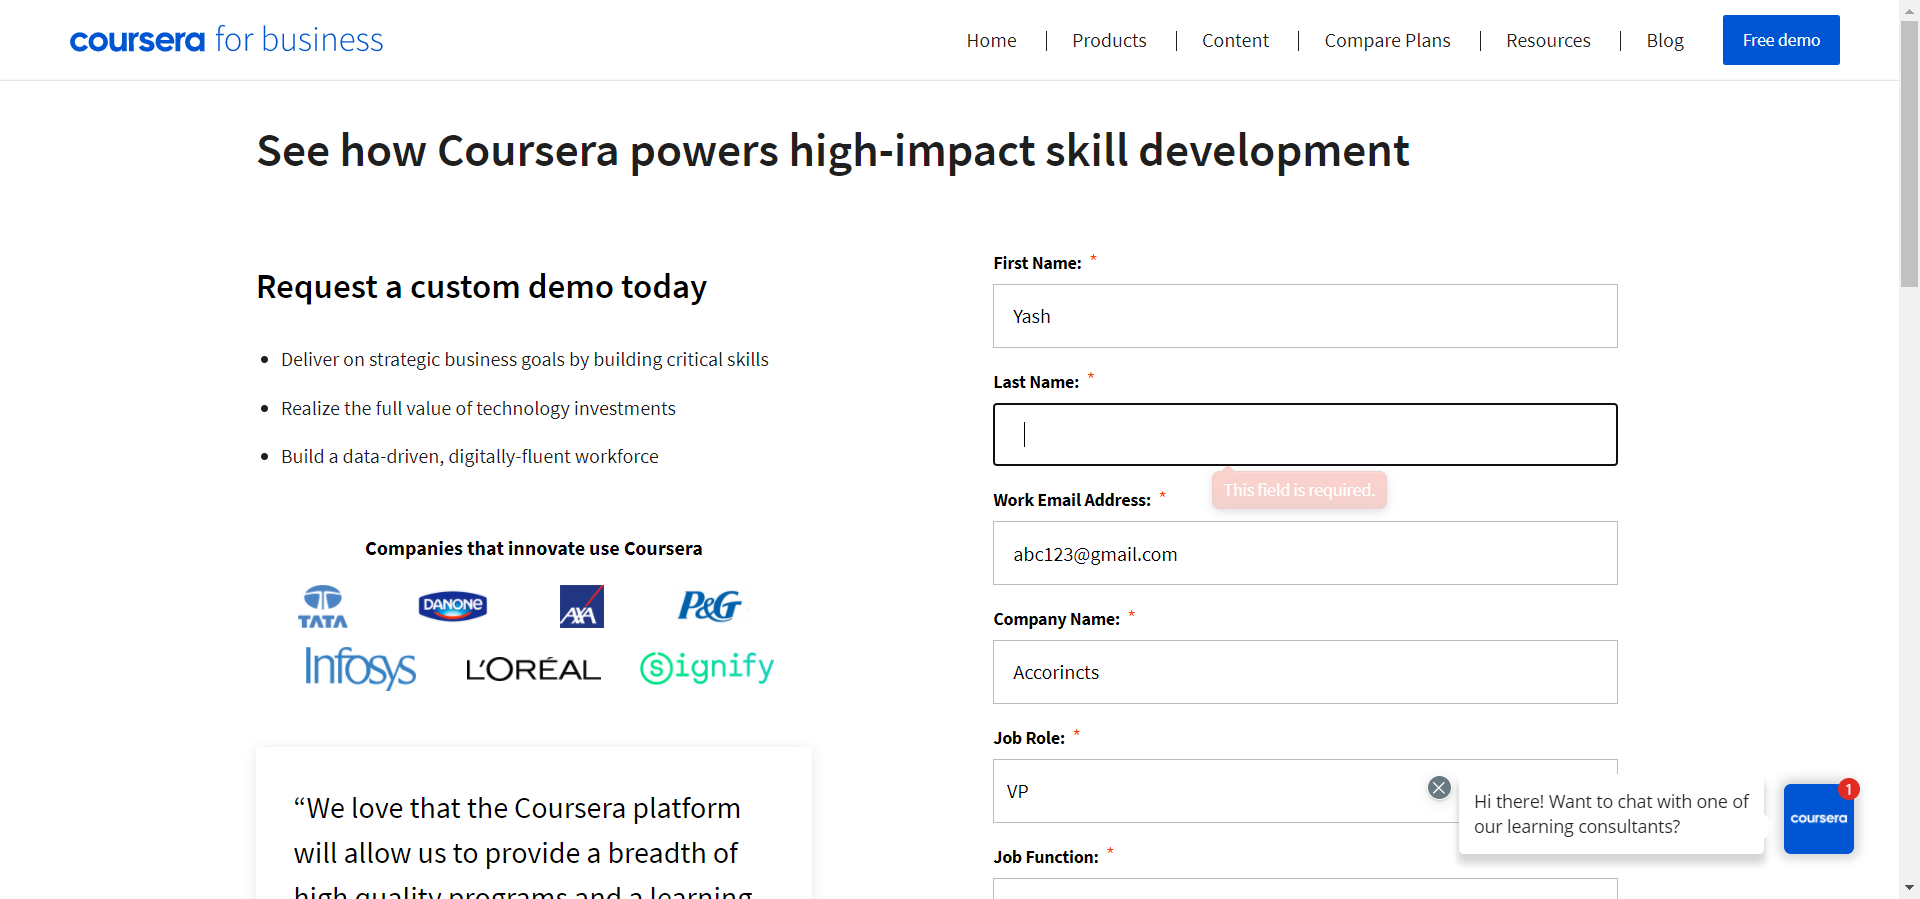 coursera for business
Home
Products
Content
Compare Plans
Resources
Blog
Free demo
See how Coursera powers high-impact skill development
Request a custom demo today
Deliver on strategic business goals by building critical skills
Realize the full value of technology investments
Build a data-driven, digitally-fluent workforce
Companies that innovate use Coursera
TATA
DANONE
AXA
P&G
Infosys
L'ORÉAL
Signify
“We love that the Coursera platform
will allow us to provide a breadth of
high quality programs and a learning
First Name: *
Yash
Last Name: *
This field is required.
Work Email Address: *
abc123@gmail.com
Company Name: *
Accorincts
Job Role: *
VP
Job Function: *
Hi there! Want to chat with one of
our learning consultants?
coursera
1